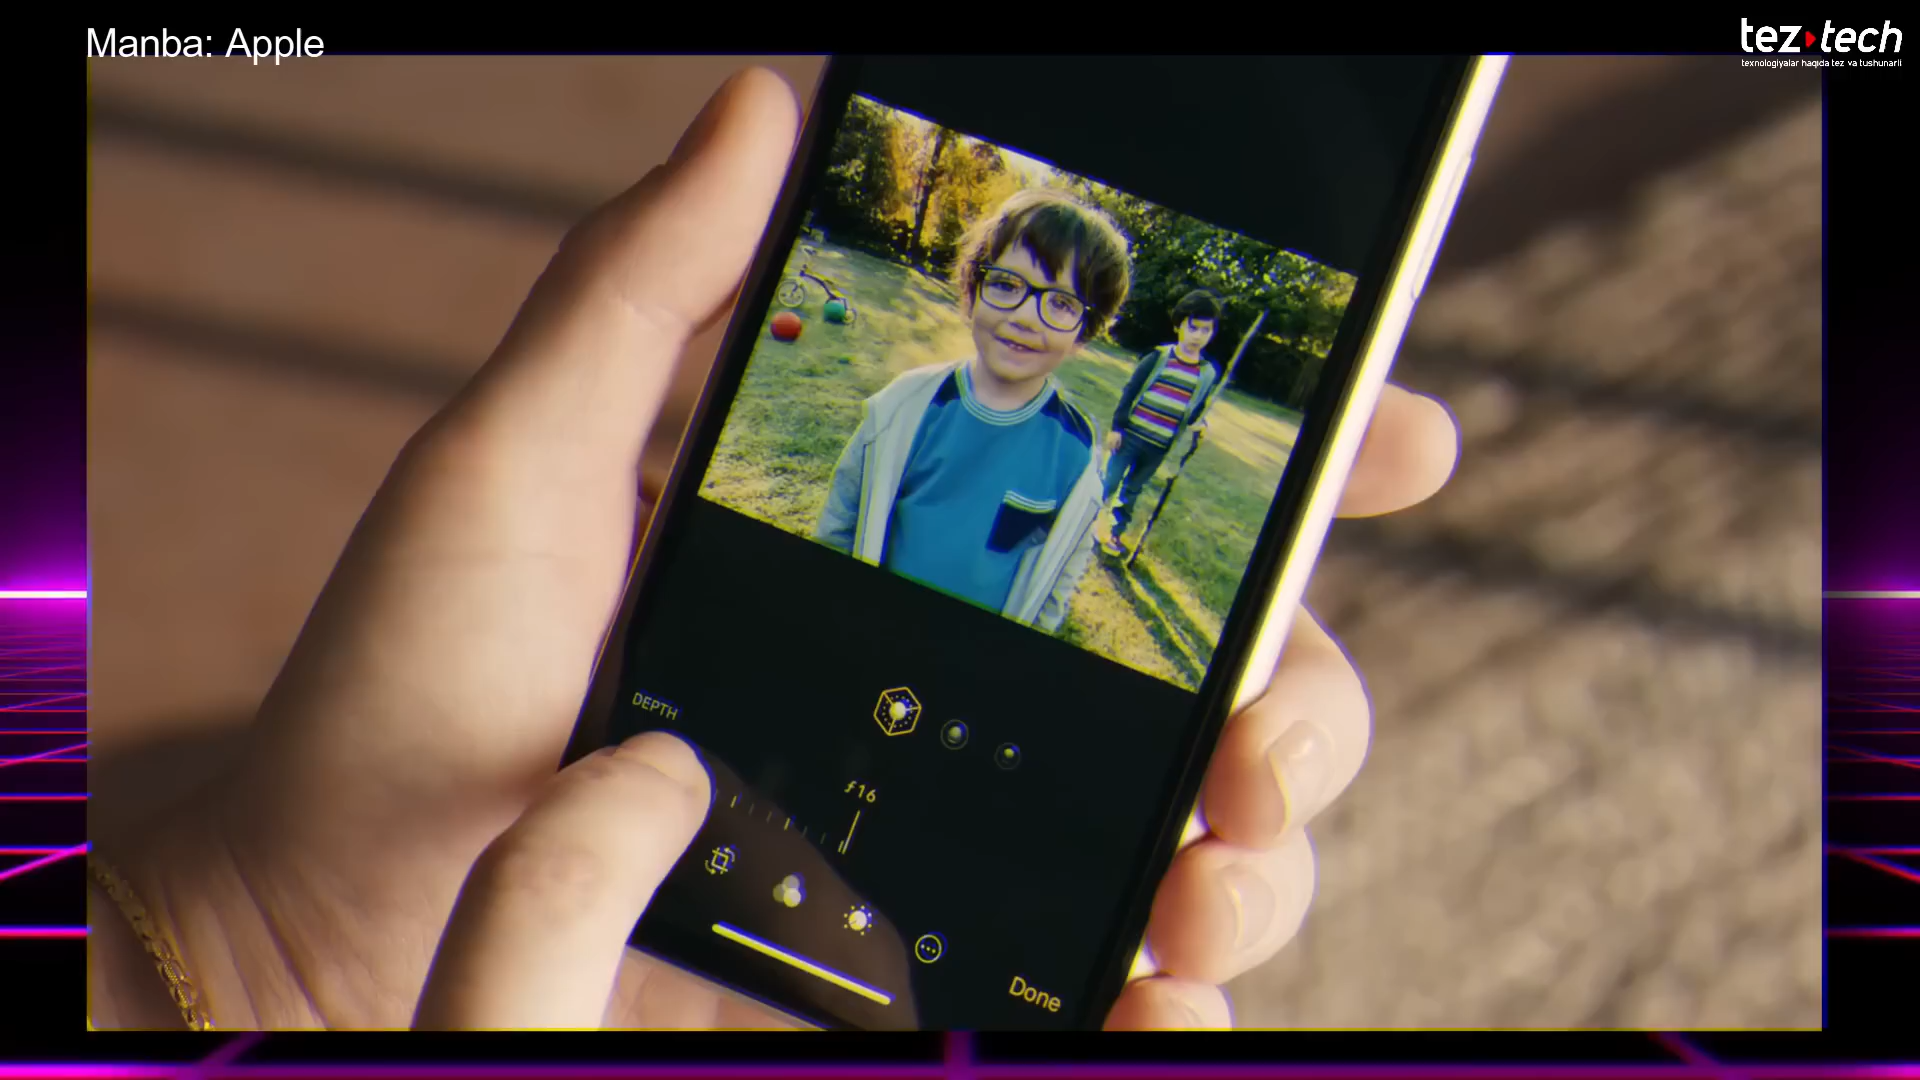 Manba: Apple
tez tech
texnologiyalar haqida tez va tushunarli
DEPTH
ƒ16
Done